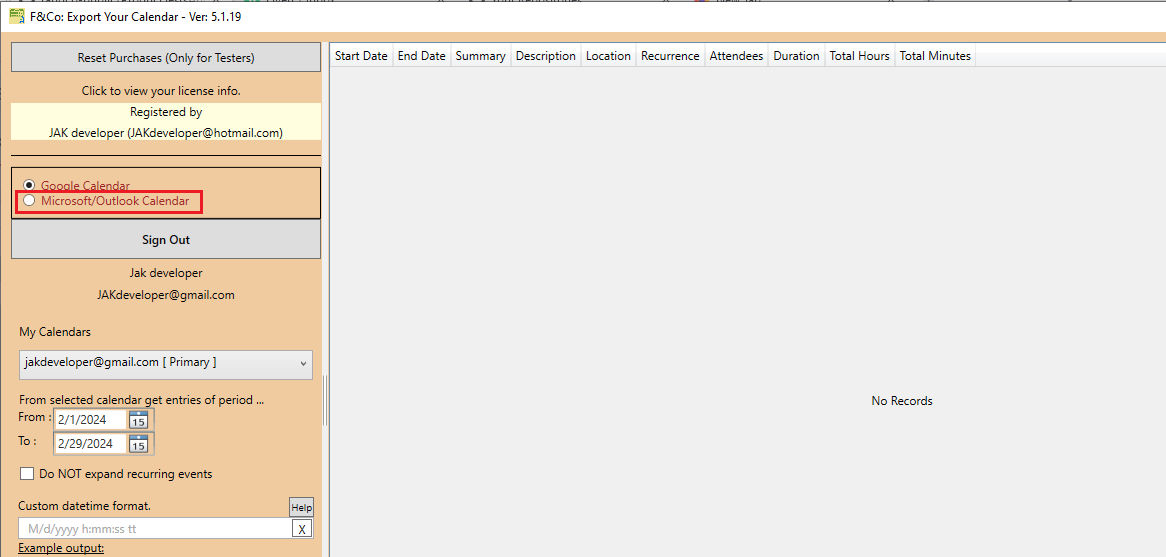 F&Co: Export Your Calendar - Ver: 5.1.19
Reset Purchases (Only for Testers)
Click to view your license info.
Registered by
JAK developer (JAKdeveloper@hotmail.com)
Google Calendar
Microsoft/Outlook Calendar
Sign Out
Jak developer
JAKdeveloper@gmail.com
My Calendars
jakdeveloper@gmail.com [ Primary ]
From selected calendar get entries of period ...
From : 2/1/2024 15
To : 2/29/2024 15
Do NOT expand recurring events
Custom datetime format. Help
M/d/yyyy h:mm:ss tt X
Example output:
Start Date End Date Summary Description Location Recurrence Attendees Duration Total Hours Total Minutes
No Records